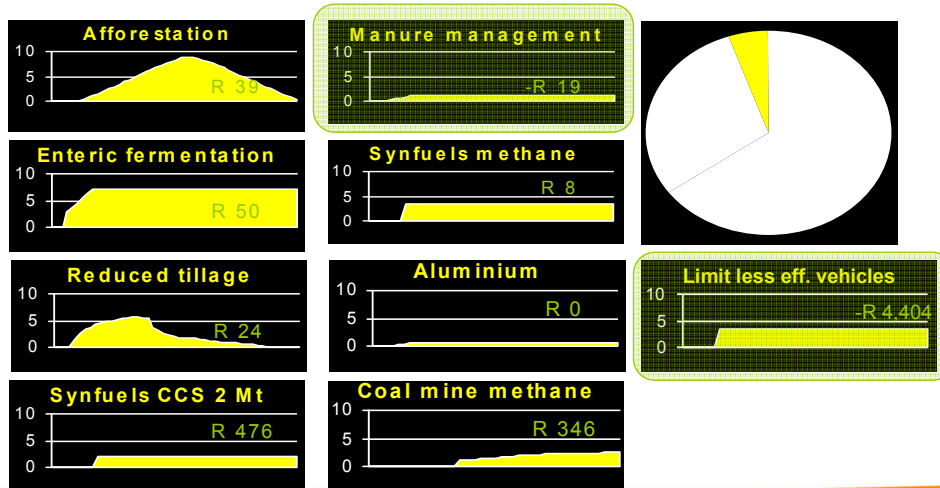 Afforestation
10
5
0
R 39
Manure management
10
5
0
-R 19
Enteric fermentation
10
5
0
R 50
Synfuels methane
10
5
0
R 8
Reduced tillage
10
5
0
R 24
Aluminium
10
5
0
R 0
Limit less eff. vehicles
10
5
0
-R 4,404
Synfuels CCS 2 Mt
10
5
0
R 476
Coal mine methane
10
5
0
R 346